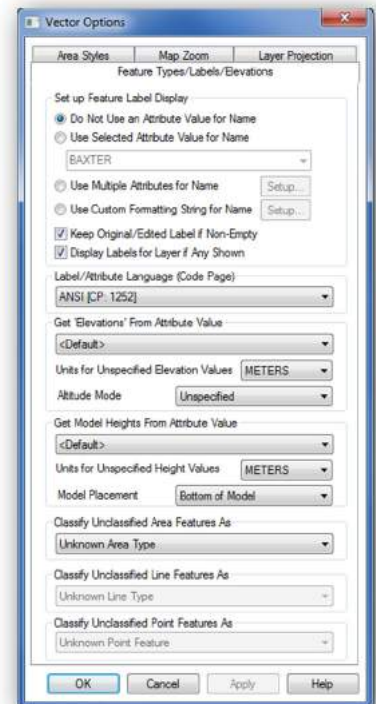 Vector Options
Area Styles
Map Zoom
Layer Projection
Feature Types/Labels/Elevations
Set up Feature Label Display
Do Not Use an Attribute Value for Name
Use Selected Attribute Value for Name
BAXTER
Use Multiple Attributes for Name
Setup...
Use Custom Formatting String for Name
Setup...
Keep Original/Edited Label if Non-Empty
Display Labels for Layer if Any Shown
Label/Attribute Language (Code Page)
ANSI [CP: 1252]
Get 'Elevations' From Attribute Value
<Default>
Units for Unspecified Elevation Values
METERS
Altitude Mode
Unspecified
Get Model Heights From Attribute Value
<Default>
Units for Unspecified Height Values
METERS
Model Placement
Bottom of Model
Classify Unclassified Area Features As
Unknown Area Type
Classify Unclassified Line Features As
Unknown Line Type
Classify Unclassified Point Features As
Unknown Point Feature
OK
Cancel
Apply
Help